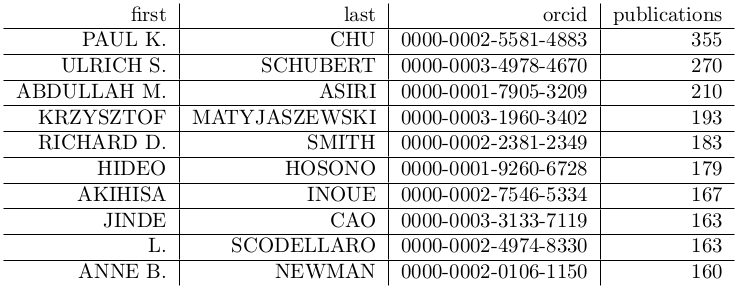 first last orcid publications
PAUL K. CHU 0000-0002-5581-4883 355
ULRICH S. SCHUBERT 0000-0003-4978-4670 270
ABDULLAH M. ASIRI 0000-0001-7905-3209 210
KRZYSZTOF MATYJASZEWSKI 0000-0003-1960-3402 193
RICHARD D. SMITH 0000-0002-2381-2349 183
HIDEO HOSONO 0000-0001-9260-6728 179
AKIHISA INOUE 0000-0002-7546-5334 167
JINDE CAO 0000-0003-3133-7119 163
L. SCODELLARO 0000-0002-4974-8330 163
ANNE B. NEWMAN 0000-0002-0106-1150 160